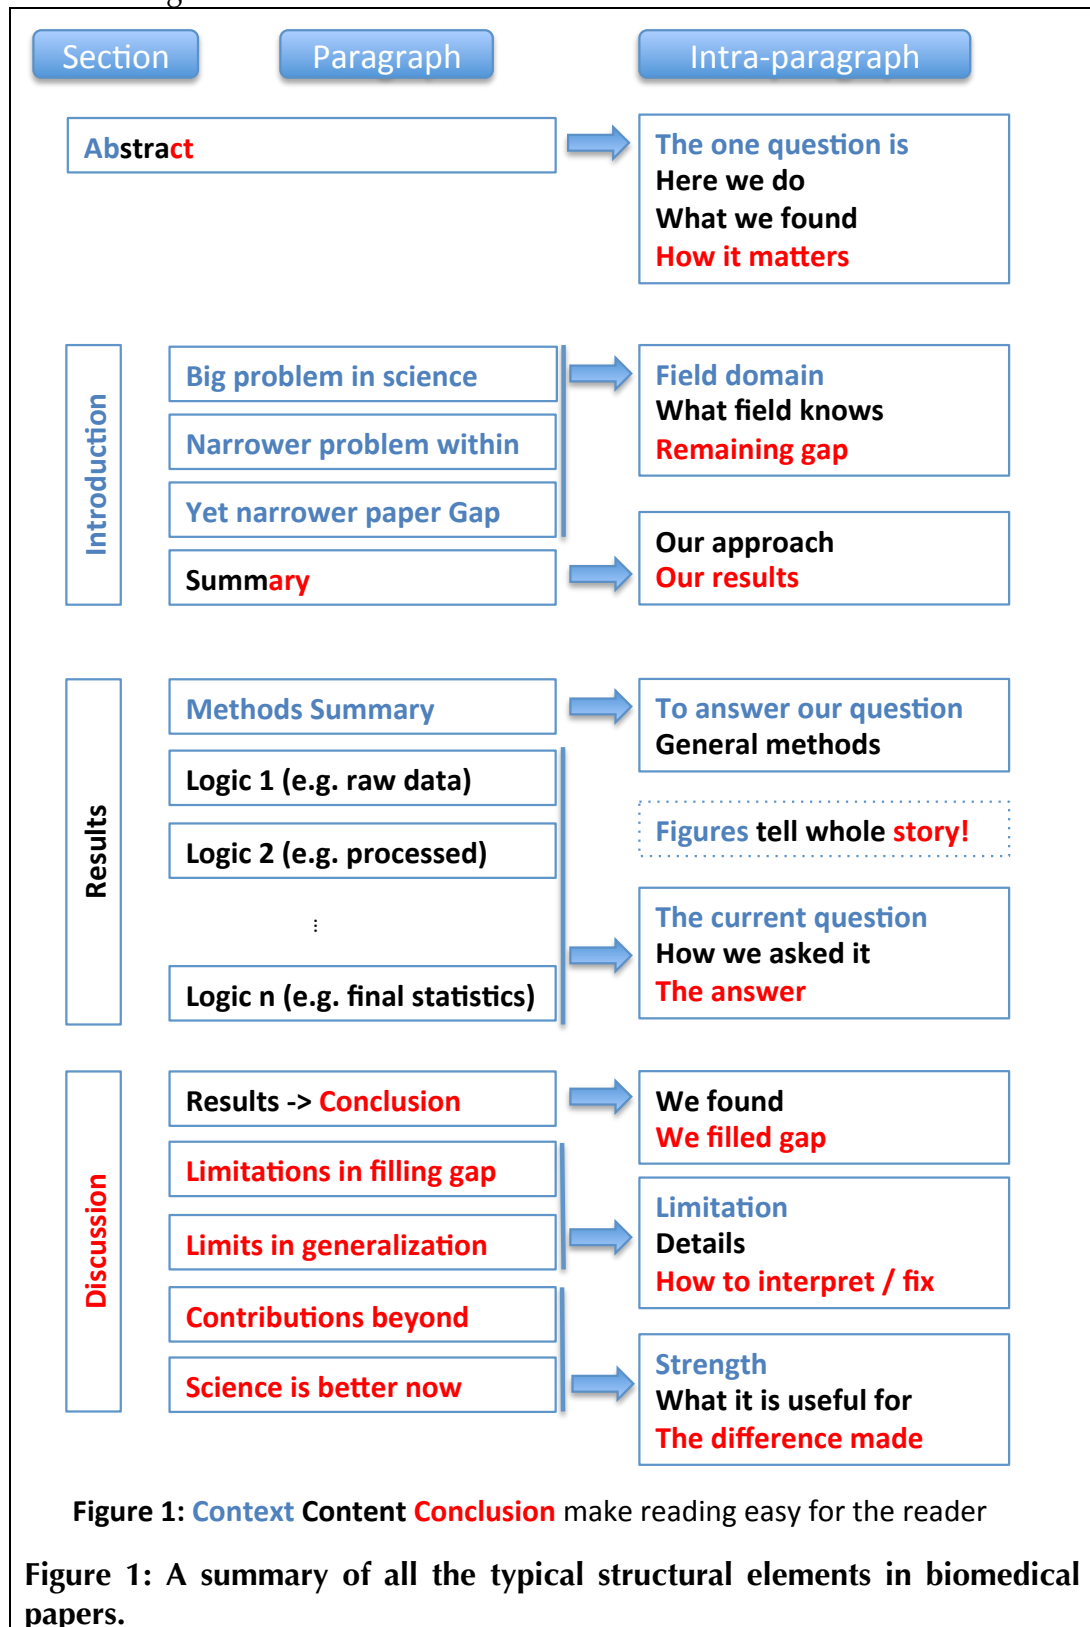 Section
Paragraph
Intra-paragraph
Abstract
The one question is
Here we do
What we found
How it matters
Introduction
Big problem in science
Narrower problem within
Yet narrower paper Gap
Summary
Field domain
What field knows
Remaining gap
Our approach
Our results
Results
Methods Summary
Logic 1 (e.g. raw data)
Logic 2 (e.g. processed)
...
Logic n (e.g. final statistics)
To answer our question
General methods
Figures tell whole story!
The current question
How we asked it
The answer
Discussion
Results -> Conclusion
Limitations in filling gap
Limits in generalization
Contributions beyond
Science is better now
We found
We filled gap
Limitation
Details
How to interpret / fix
Strength
What it is useful for
The difference made
Figure 1: Context Content Conclusion make reading easy for the reader
Figure 1: A summary of all the typical structural elements in biomedical
papers.